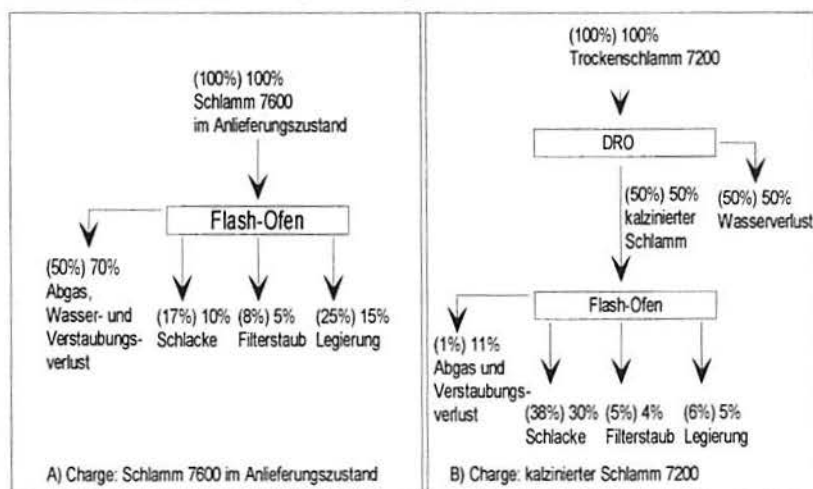 (100%) 100%
Schlamm 7600
im Anlieferungszustand
Flash-Ofen
(50%) 70%
Abgas,
Wasser- und
Verstaubungs-
verlust
(17%) 10%
Schlacke
(8%) 5%
Filterstaub
(25%) 15%
Legierung
A) Charge: Schlamm 7600 im Anlieferungszustand
(100%) 100%
Trockenschlamm 7200
DRO
(50%) 50%
kalzinierter
Schlamm
(50%) 50%
Wasserverlust
Flash-Ofen
(1%) 11%
Abgas und
Verstaubungs-
verlust
(38%) 30%
Schlacke
(5%) 4%
Filterstaub
(6%) 5%
Legierung
B) Charge: kalzinierter Schlamm 7200